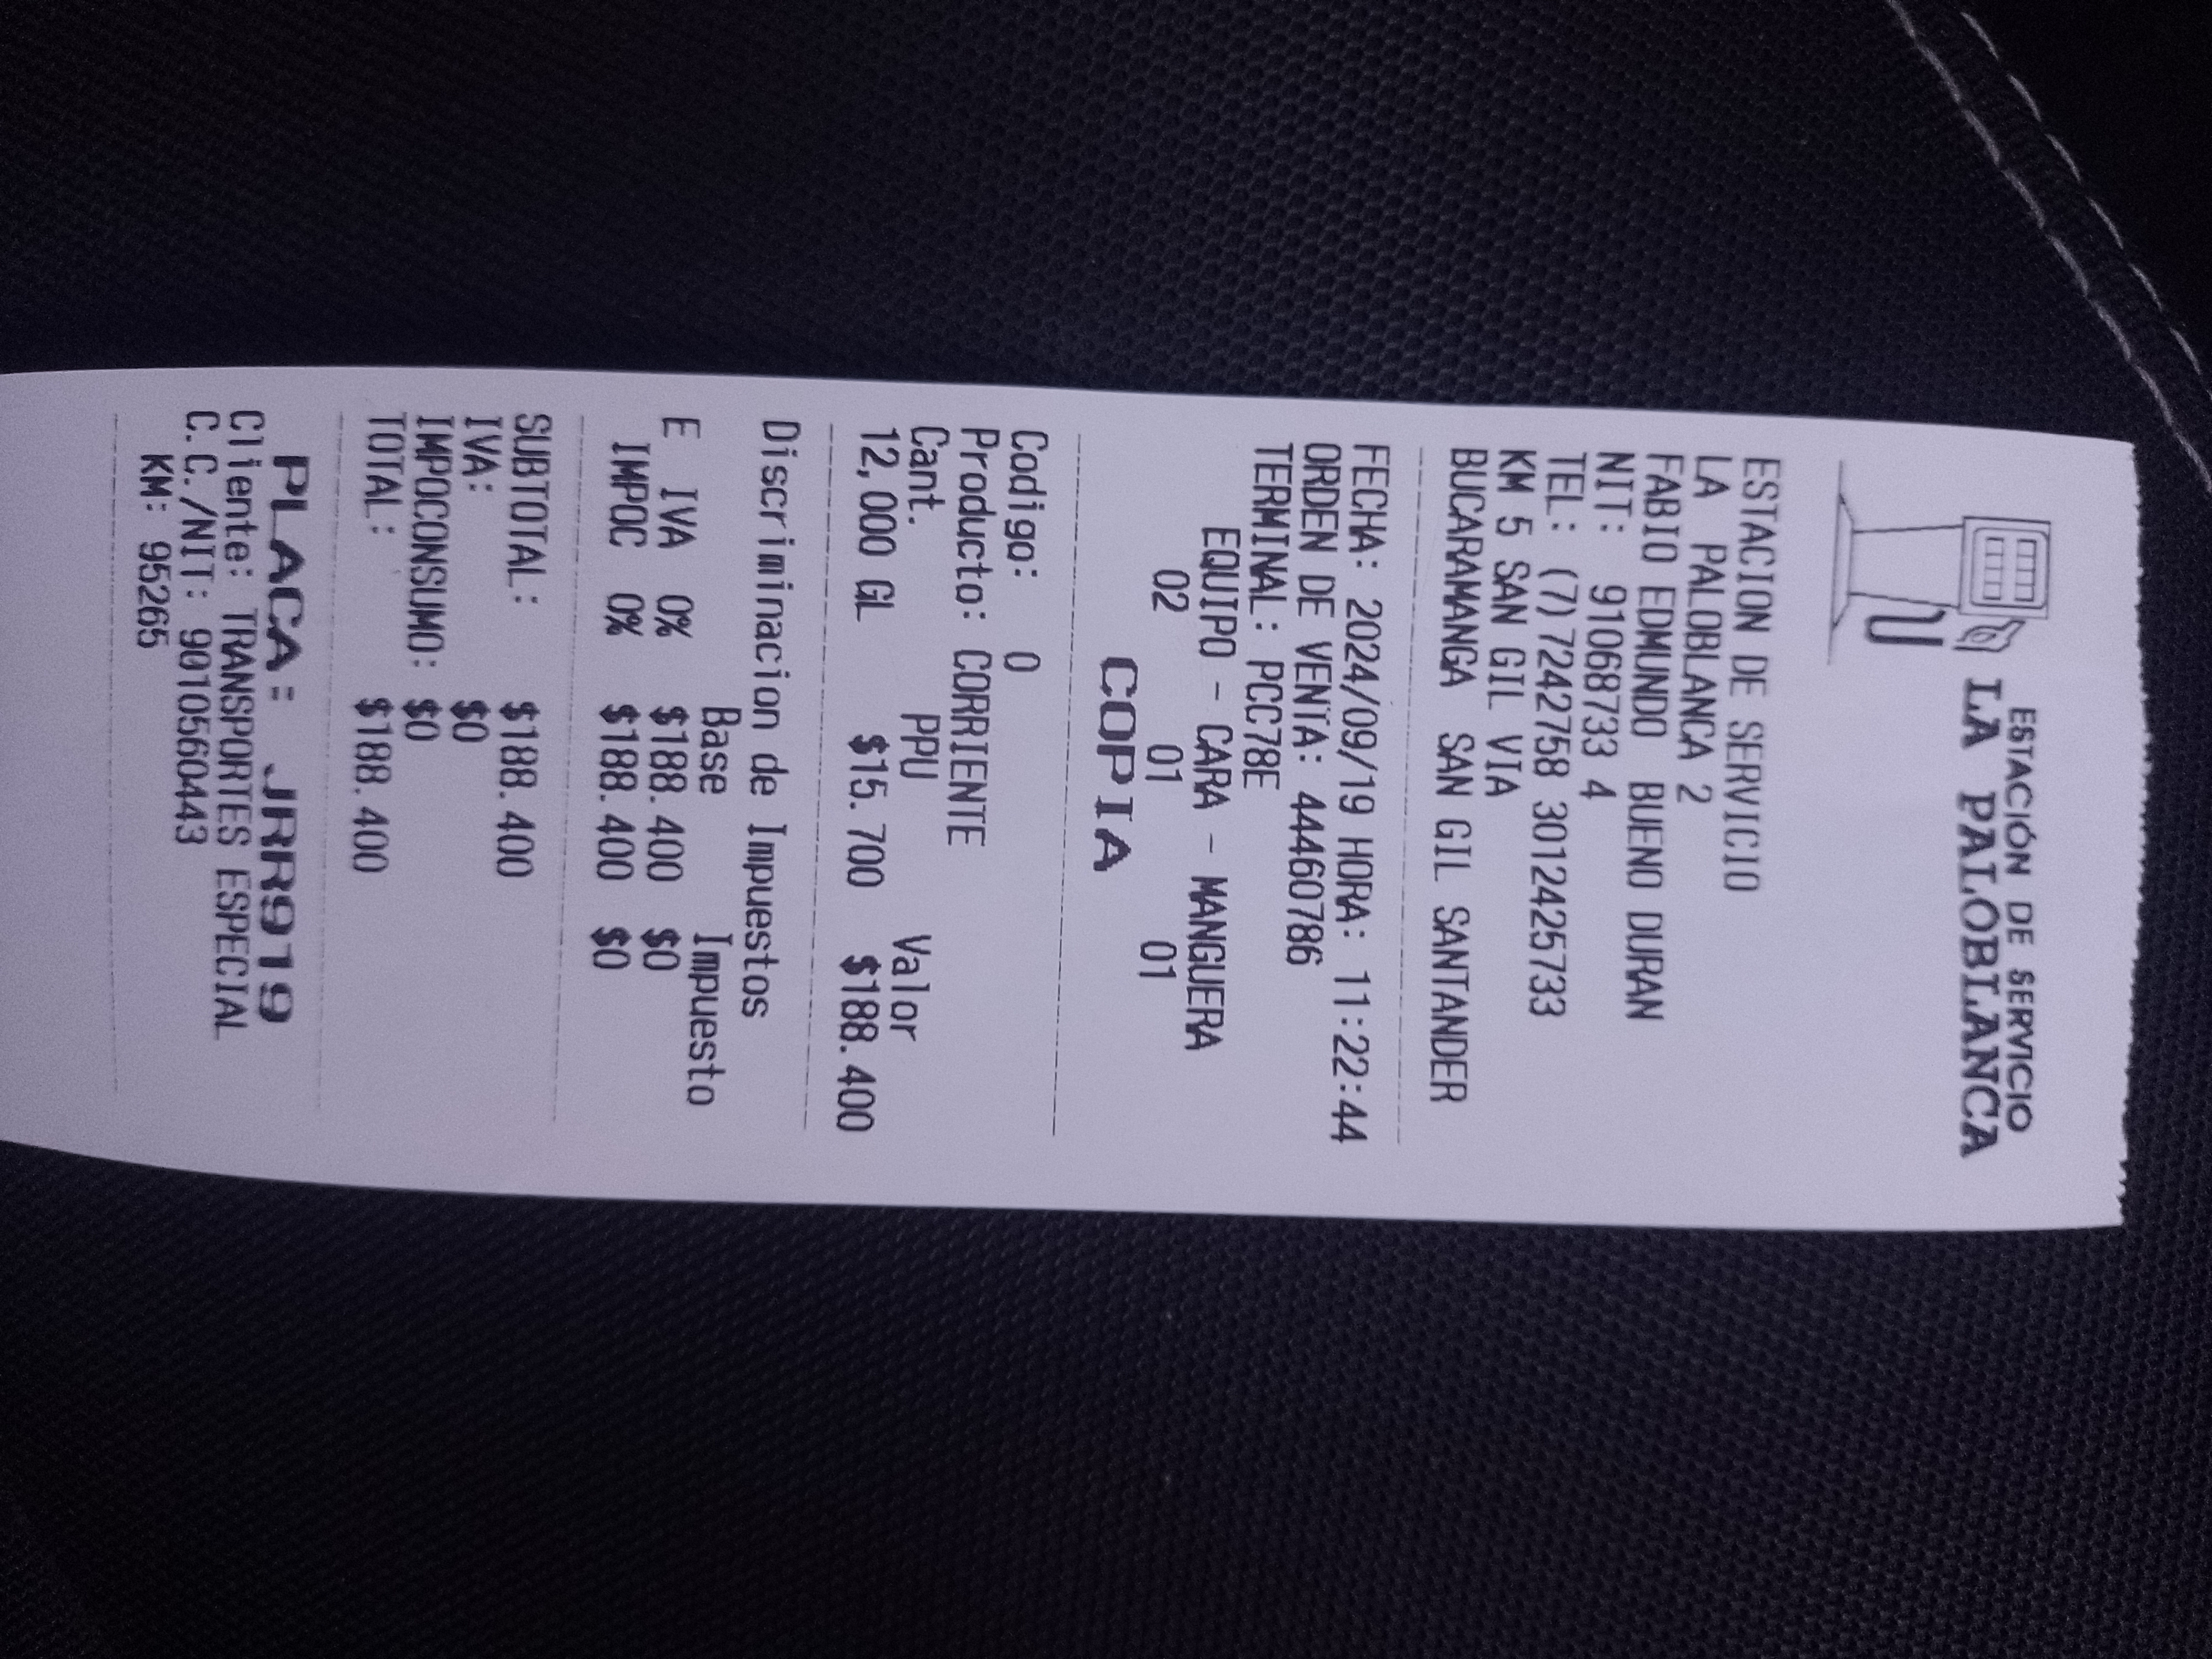 ESTACIÓN DE SERVICIO
LA PALOBLANCA
ESTACION DE SERVICIO
LA PALOBLANCA 2
FABIO EDMUNDO BUENO DURAN
NIT: 91068733 4
TEL: (7)7242758 3012425733
KM 5 SAN GIL VIA
BUCARAMANGA SAN GIL SANTANDER
FECHA: 2024/09/19 HORA: 11:22:44
ORDEN DE VENTA: 44460786
TERMINAL: PCC78E
EQUIPO - CARA - MANGUERA
02 01 01
COPIA
Codigo: 0
Producto: CORRIENTE
Cant. PPU Valor
12,000 GL $15.700 $188.400
Discriminacion de Impuestos
Base Impuesto
E IVA 0% $188.400 $0
IMPOC 0% $188.400 $0
SUBTOTAL: $188.400
IVA: $0
IMPOCONSUMO: $0
TOTAL: $188.400
PLACA: JRR919
Cliente: TRANSPORTES ESPECIAL
C.C./NIT: 9010560443
KM: 95265